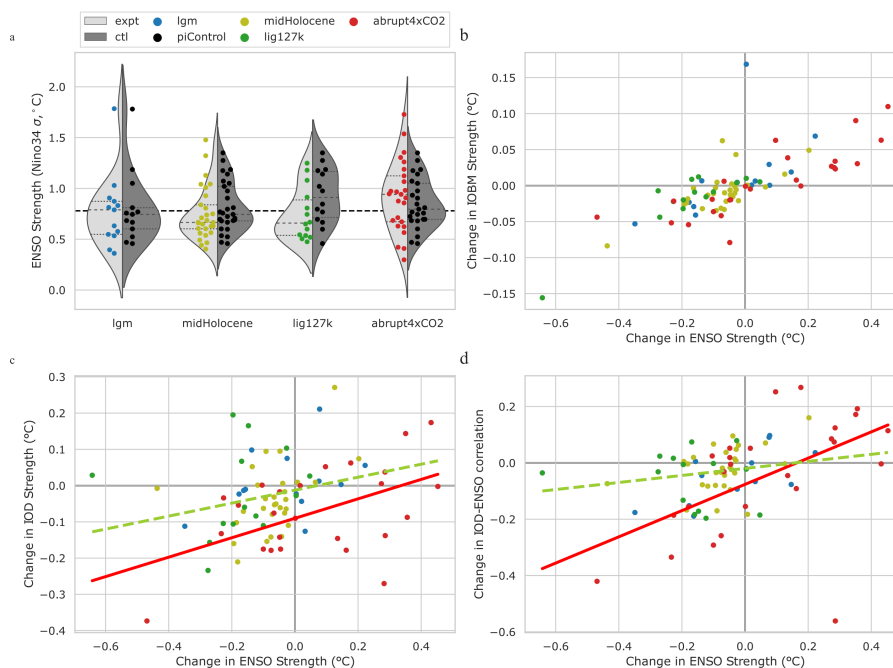 expt lgm midHolocene abrupt4xCO2
ctl piControl lig127k
a
ENSO Strength (Nino34 σ,°C)
2.0
1.5
1.0
0.5
0.0
lgm midHolocene lig127k abrupt4xCO2
b
Change in IOBM Strength (°C)
0.15
0.10
0.05
0.00
−0.05
−0.10
−0.15
−0.6 −0.4 −0.2 0.0 0.2 0.4
Change in ENSO Strength (°C)
c
Change in IOD Strength (°C)
0.3
0.2
0.1
0.0
−0.1
−0.2
−0.3
−0.4
−0.6 −0.4 −0.2 0.0 0.2 0.4
Change in ENSO Strength (°C)
d
Change in IOD-ENSO correlation
0.2
0.0
−0.2
−0.4
−0.6
−0.6 −0.4 −0.2 0.0 0.2 0.4
Change in ENSO Strength (°C)